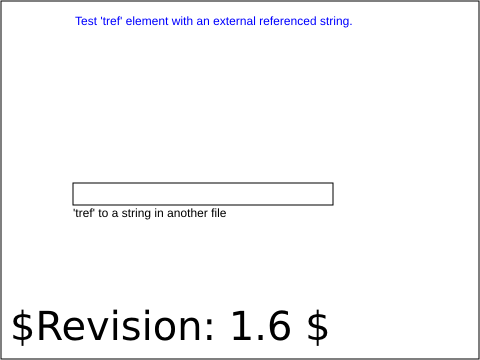 Test 'tref' element with an external referenced string.
'tref' to a string in another file
$Revision: 1.6 $